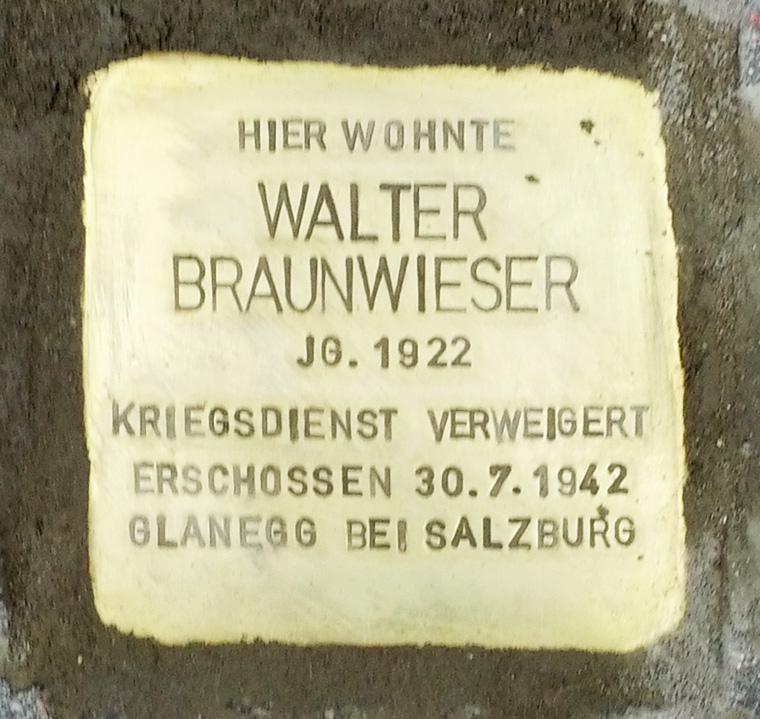 HIER WOHNTE
WALTER
BRAUNWIESER
JG. 1922
KRIEGSDIENST VERWEIGERT
ERSCHOSSEN 30.7.1942
GLANEGG BEI SALZBURG